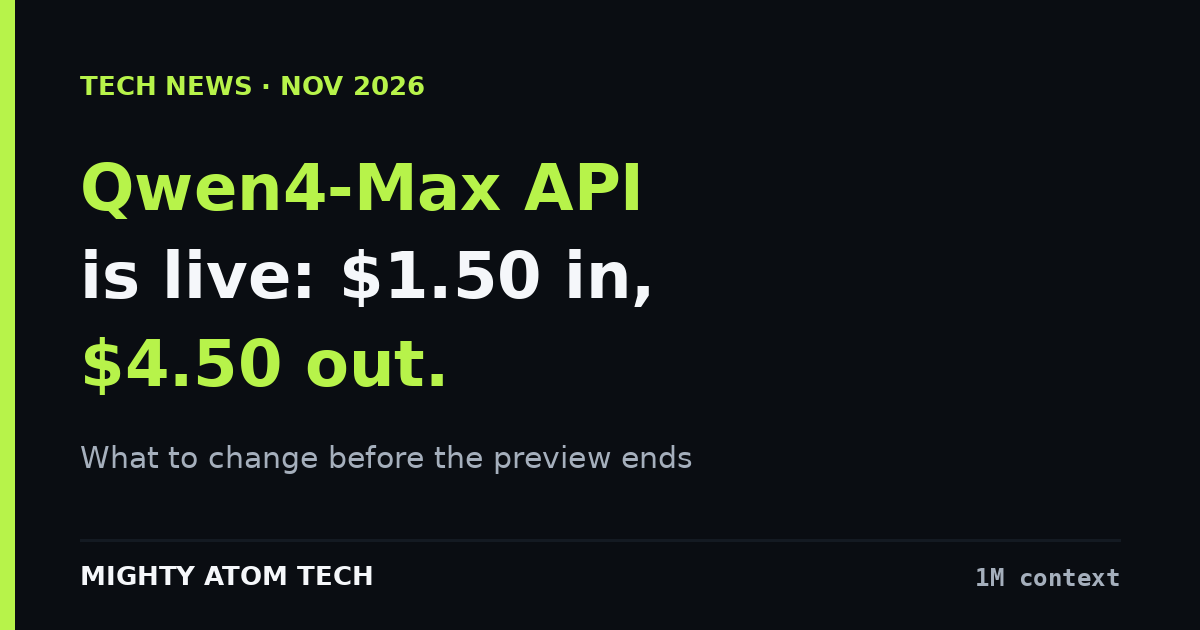 TECH NEWS · NOV 2026
Qwen4-Max API
is live: $1.50 in,
$4.50 out.
What to change before the preview ends
MIGHTY ATOM TECH
1M context